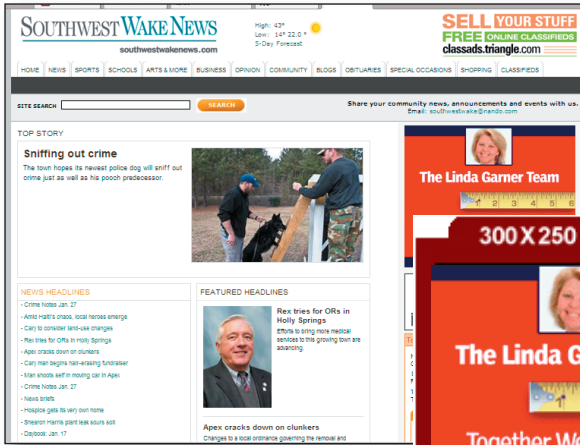 SOUTHWEST WAKE NEWS
southwestwakenews.com
High: 43°
Low: 14° 22.0 °
5-Day Forecast
SELL YOUR STUFF
FREE ONLINE CLASSIFIEDS
classads.triangle.com
HOME NEWS SPORTS SCHOOLS ARTS & MORE BUSINESS OPINION COMMUNITY BLOGS OBITUARIES SPECIAL OCCASIONS SHOPPING CLASSIFIEDS
SITE SEARCH SEARCH
Share your community news, announcements and events with us.
Email: southwestwake@nando.com
TOP STORY
Sniffing out crime
The town hopes its newest police dog will sniff out
crime just as well as his pooch predecessor.
The Linda Garner Team
1 2 3 4 5 6
300 X 250
The Linda G
Together We
NEWS HEADLINES
- Crime Notes Jan. 27
- Amid Haiti's chaos, local heroes emerge
- Cary to consider land-use changes
- Rex tries for ORs in Holly Springs
- Apex cracks down on clunkers
- Cary man begins hair-erasing fundraiser
- Man shoots self in moving car in Apex
- Crime Notes Jan. 27
- News briefs
- Hospice gets its very own home
- Shearon Harris plant leak sours soil
- Daybook: Jan. 17
FEATURED HEADLINES
Rex tries for ORs in
Holly Springs
Efforts to bring more medical
services to this growing town are
advancing.
Apex cracks down on clunkers
Changes to a local ordinance governing the removal and